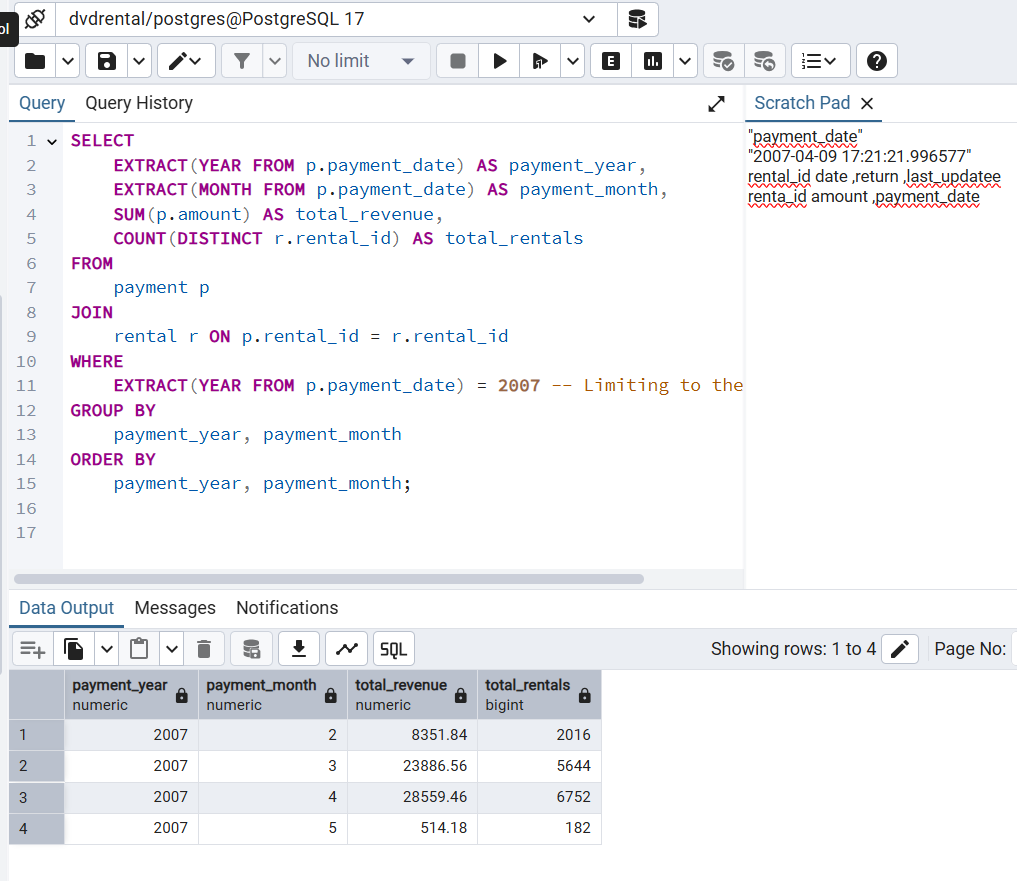 ol
dvdrental/postgres@PostgreSQL 17
No limit
E
Query
Query History
Scratch Pad
1 SELECT
2 EXTRACT(YEAR FROM p.payment_date) AS payment_year,
3 EXTRACT(MONTH FROM p.payment_date) AS payment_month,
4 SUM(p.amount) AS total_revenue,
5 COUNT(DISTINCT r.rental_id) AS total_rentals
6 FROM
7 payment p
8 JOIN
9 rental r ON p.rental_id = r.rental_id
10 WHERE
11 EXTRACT(YEAR FROM p.payment_date) = 2007 -- Limiting to the
12 GROUP BY
13 payment_year, payment_month
14 ORDER BY
15 payment_year, payment_month;
16
17
"payment_date"
"2007-04-09 17:21:21.996577"
rental_id date ,return ,last_updatee
renta_id amount ,payment_date
Data Output Messages Notifications
SQL
Showing rows: 1 to 4
Page No:
payment_year payment_month total_revenue total_rentals
numeric numeric numeric bigint
1 2007 2 8351.84 2016
2 2007 3 23886.56 5644
3 2007 4 28559.46 6752
4 2007 5 514.18 182